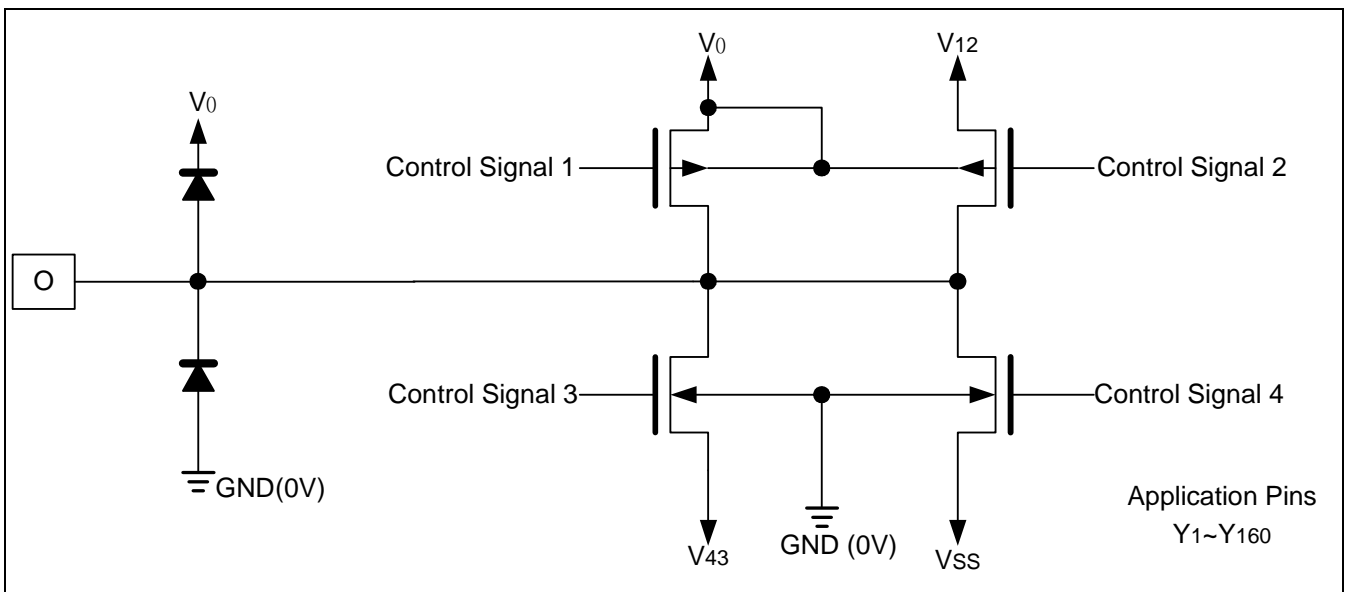 V0
V12
V0
Control Signal 1
Control Signal 2
O
Control Signal 3
Control Signal 4
GND(0V)
Application Pins
Y1~Y160
V43
GND (0V)
VSS